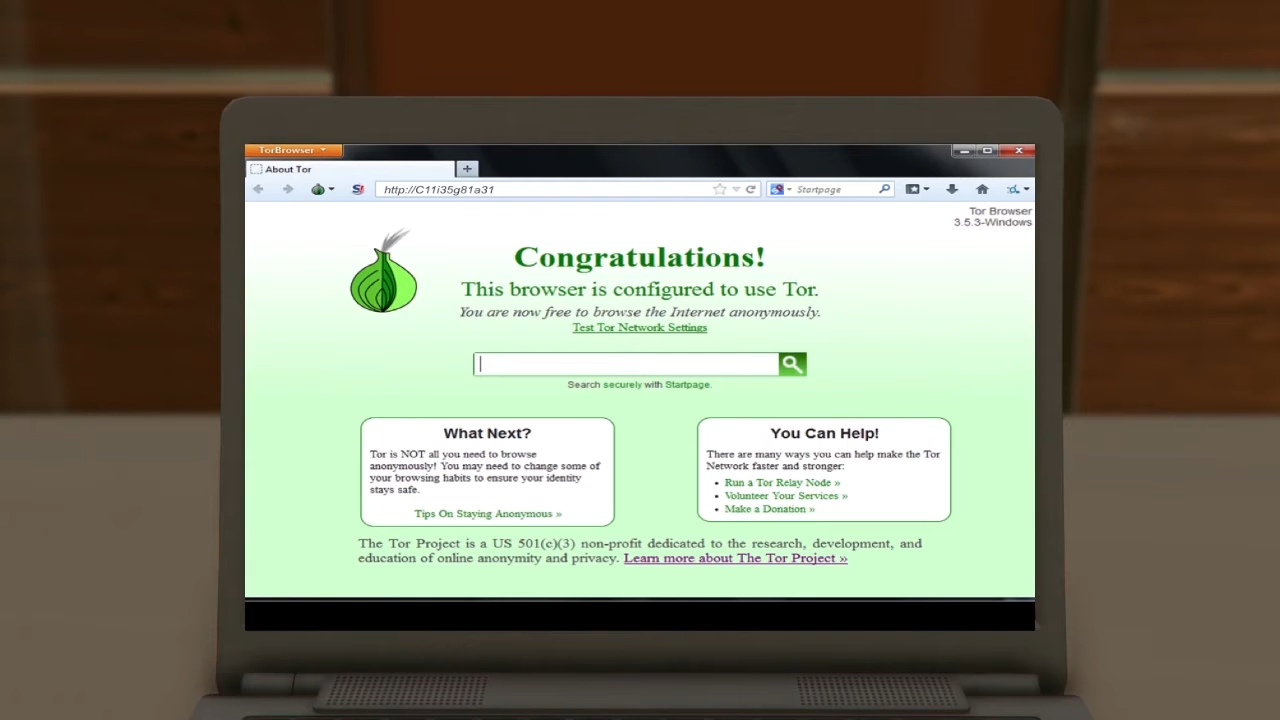 TorBrowser
About Tor
http://C11i35g81a31
Startpage
Tor Browser
3.5.3-Windows
Congratulations!
This browser is configured to use Tor.
You are now free to browse the Internet anonymously.
Test Tor Network Settings
Search securely with Startpage.
What Next?
Tor is NOT all you need to browse
anonymously! You may need to change some of
your browsing habits to ensure your identity
stays safe.
Tips On Staying Anonymous »
You Can Help!
There are many ways you can help make the Tor
Network faster and stronger:
• Run a Tor Relay Node »
• Volunteer Your Services »
• Make a Donation »
The Tor Project is a US 501(c)(3) non-profit dedicated to the research, development, and
education of online anonymity and privacy. Learn more about The Tor Project »